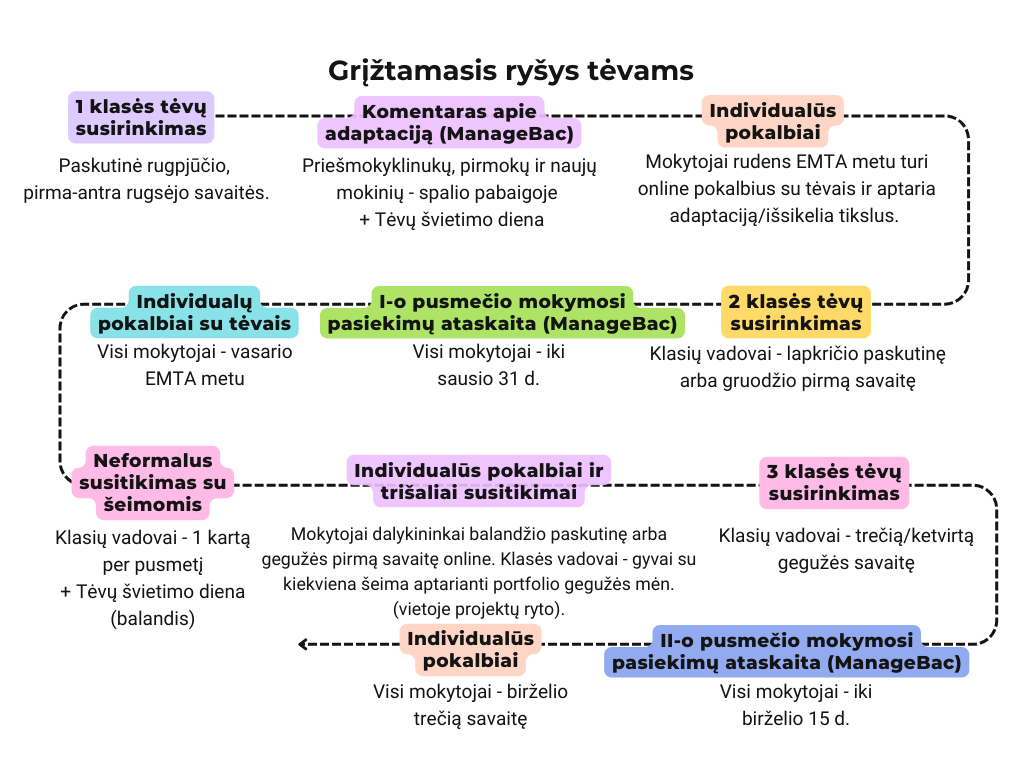 Grįžtamasis ryšys tėvams
1 klasės tėvų
susirinkimas
Paskutinė rugpjūčio,
pirma-antra rugsėjo savaitės.
Komentaras apie
adaptaciją (ManageBac)
Priešmokyklinukų, pirmokų ir naujų
mokinių - spalio pabaigoje
+ Tėvų švietimo diena
Individualūs
pokalbiai
Mokytojai rudens EMTA metu turi
online pokalbius su tėvais ir aptaria
adaptaciją/išsikelia tikslus.
2 klasės tėvų
susirinkimas
Klasių vadovai - lapkričio paskutinę
arba gruodžio pirmą savaitę
I-o pusmečio mokymosi
pasiekimų ataskaita (ManageBac)
Visi mokytojai - iki
sausio 31 d.
Individualų
pokalbiai su tėvais
Visi mokytojai - vasario
EMTA metu
Neformalus
susitikimas su
šeimomis
Klasių vadovai - 1 kartą
per pusmetį
+ Tėvų švietimo diena
(balandis)
Individualūs pokalbiai ir
trišaliai susitikimai
Mokytojai dalykininkai balandžio paskutinę arba
gegužės pirmą savaitę online. Klasės vadovai - gyvai su
kiekviena šeima aptarianti portfolio gegužės mėn.
(vietoje projektų ryto).
3 klasės tėvų
susirinkimas
Klasių vadovai - trečią/ketvirtą
gegužės savaitę
II-o pusmečio mokymosi
pasiekimų ataskaita (ManageBac)
Visi mokytojai - iki
birželio 15 d.
Individualūs
pokalbiai
Visi mokytojai - birželio
trečią savaitę